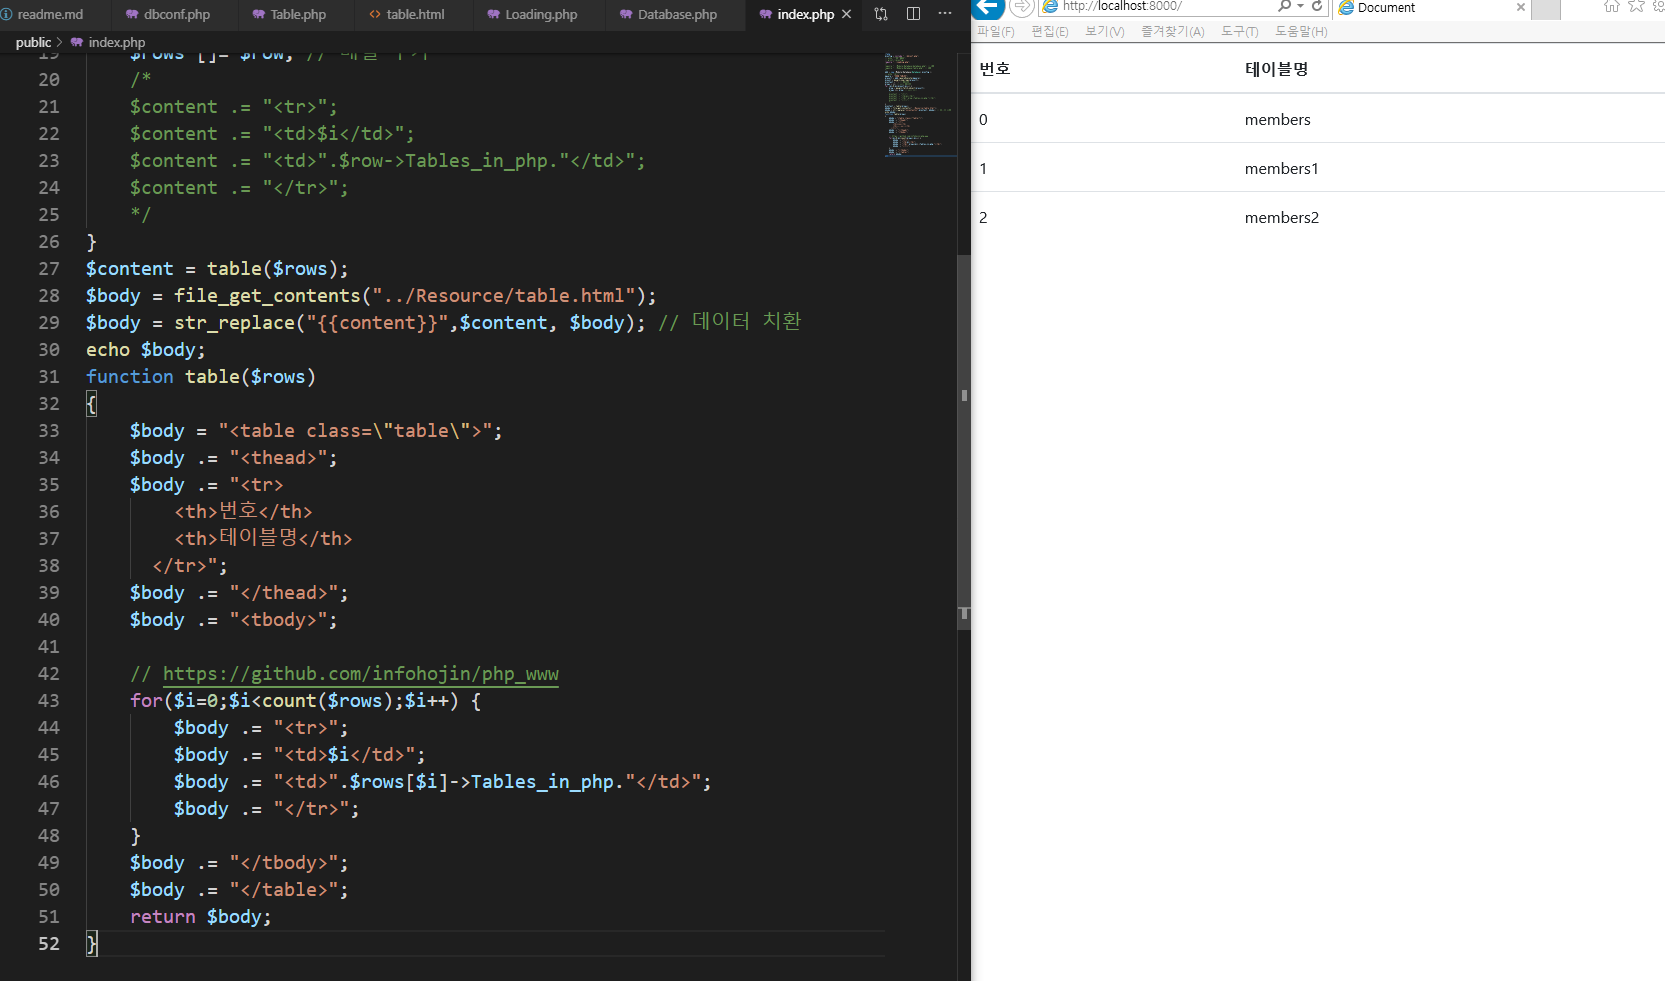 readme.md dbconf.php Table.php table.html Loading.php Database.php index.php
public > index.php
19 $rows []= $row; //
20 /*
21 $content .= "<tr>";
22 $content .= "<td>$i</td>";
23 $content .= "<td>".$row->Tables_in_php."</td>";
24 $content .= "</tr>";
25 */
26 }
27 $content = table($rows);
28 $body = file_get_contents("../Resource/table.html");
29 $body = str_replace("{{content}}",$content, $body); // 데이터 치환
30 echo $body;
31 function table($rows)
32 {
33 $body = "<table class=\"table\">";
34 $body .= "<thead>";
35 $body .= "<tr>
36 <th>번호</th>
37 <th>테이블명</th>
38 </tr>";
39 $body .= "</thead>";
40 $body .= "<tbody>";
41
42 // https://github.com/infohojin/php_www
43 for($i=0;$i<count($rows);$i++) {
44 $body .= "<tr>";
45 $body .= "<td>$i</td>";
46 $body .= "<td>".$rows[$i]->Tables_in_php."</td>";
47 $body .= "</tr>";
48 }
49 $body .= "</tbody>";
50 $body .= "</table>";
51 return $body;
52 }
http://localhost:8000/ Document
파일(F) 편집(E) 보기(V) 즐겨찾기(A) 도구(T) 도움말(H)
번호 테이블명
0 members
1 members1
2 members2